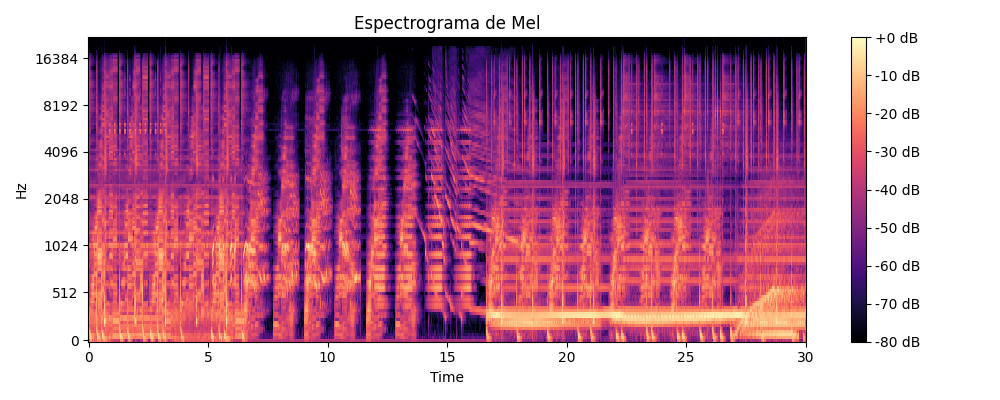 Espectrograma de Mel
16384
8192
4096
2048
1024
512
0
Hz
0 5 10 15 20 25 30
Time
+0 dB
-10 dB
-20 dB
-30 dB
-40 dB
-50 dB
-60 dB
-70 dB
-80 dB